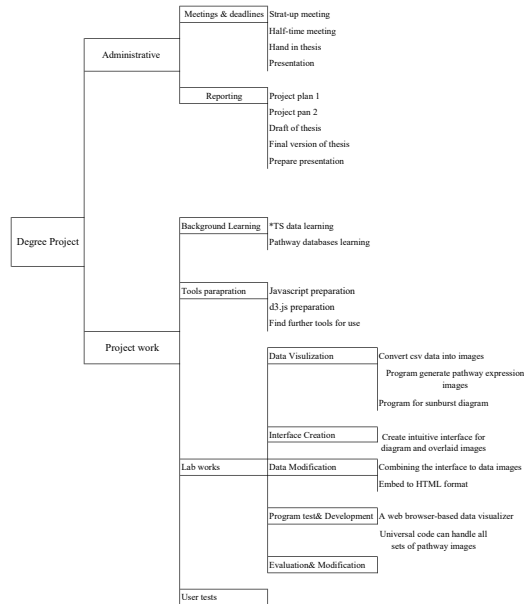 Meetings & deadlines
Strat-up meeting
Half-time meeting
Hand in thesis
Presentation
Administrative
Reporting
Project plan 1
Project pan 2
Draft of thesis
Final version of thesis
Prepare presentation
Degree Project
Background Learning
*TS data learning
Pathway databases learning
Tools parapration
Javascript preparation
d3.js preparation
Find further tools for use
Project work
Data Visulization
Convert csv data into images
Program generate pathway expression
images
Program for sunburst diagram
Interface Creation
Create intuitive interface for
diagram and overlaid images
Lab works
Data Modification
Combining the interface to data images
Embed to HTML format
Program test& Development
A web browser-based data visualizer
Universal code can handle all
sets of pathway images
Evaluation& Modification
User tests